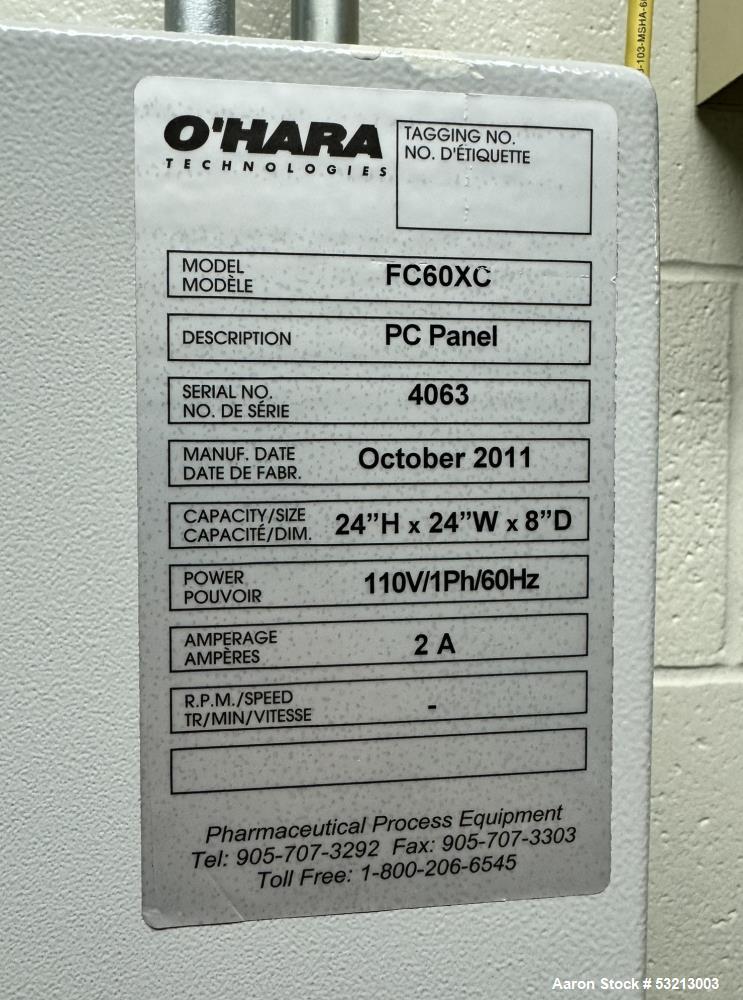 O'HARA
TECHNOLOGIES
TAGGING NO.
NO. D'ÉTIQUETTE
MODEL
MODÈLE
FC60XC
DESCRIPTION
PC Panel
SERIAL NO.
NO. DE SÉRIE
4063
MANUF. DATE
DATE DE FABR.
October 2011
CAPACITY/SIZE
CAPACITÉ/DIM.
24”H x 24”W x 8”D
POWER
POUVOIR
110V/1Ph/60Hz
AMPERAGE
AMPÈRES
2 A
R.P.M./SPEED
TR/MIN/VITESSE
-
Pharmaceutical Process Equipment
Tel: 905-707-3292 Fax: 905-707-3303
Toll Free: 1-800-206-6545
Aaron Stock # 53213003